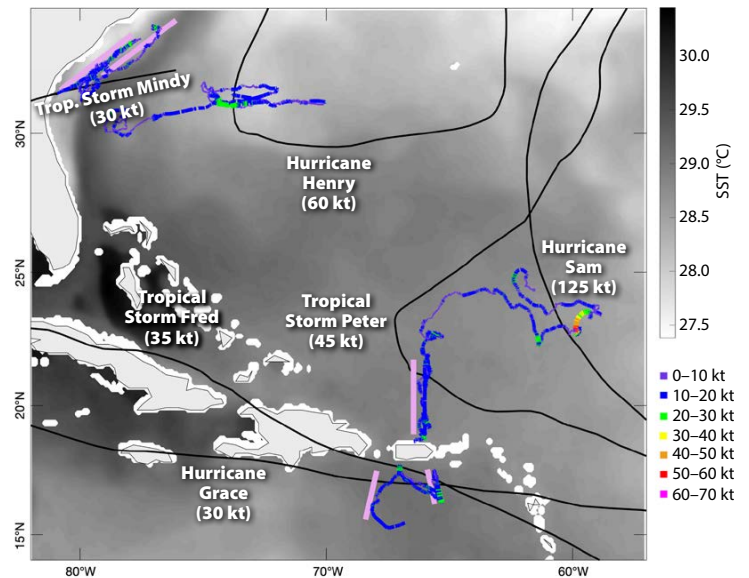 Trop. Storm Mindy
(30 kt)
Hurricane
Henry
(60 kt)
Hurricane
Sam
(125 kt)
Tropical
Storm Fred
(35 kt)
Tropical
Storm Peter
(45 kt)
Hurricane
Grace
(30 kt)
30°N
25°N
20°N
15°N
80°W
70°W
60°W
30.0
29.5
29.0
28.5
28.0
27.5
SST (°C)
0–10 kt
10–20 kt
20–30 kt
30–40 kt
40–50 kt
50–60 kt
60–70 kt